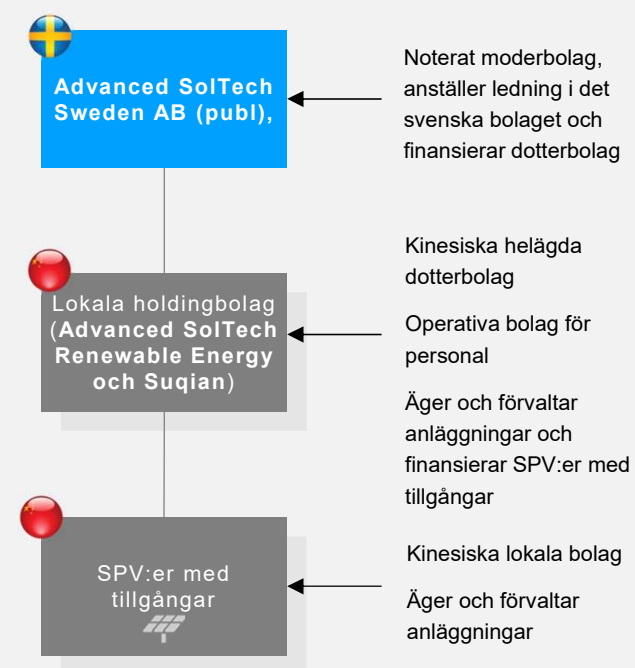 Advanced SolTech
Sweden AB (publ),
Noterat moderbolag,
anställer ledning i det
svenska bolaget och
finansierar dotterbolag
Lokala holdingbolag
(Advanced SolTech
Renewable Energy
och Suqian)
Kinesiska helägda
dotterbolag
Operativa bolag för
personal
Äger och förvaltar
anläggningar och
finansierar SPV:er med
tillgångar
SPV:er med
tillgångar
Kinesiska lokala bolag
Äger och förvaltar
anläggningar